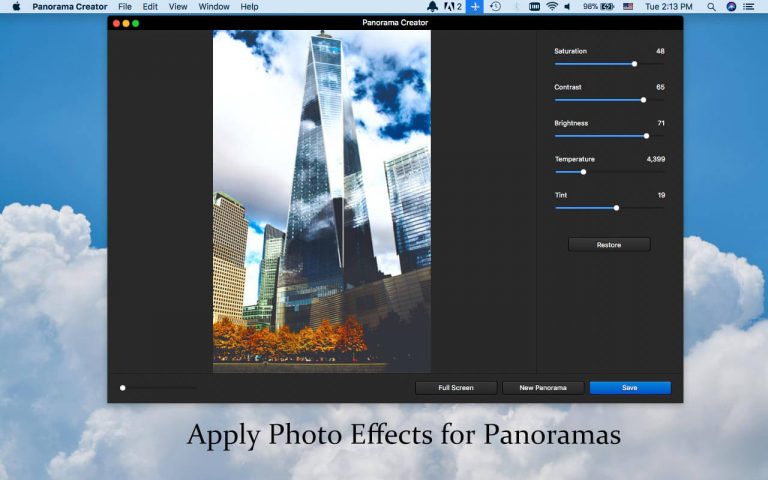 Panorama Creator File Edit View Window Help 2 98% Tue 2:13 PM
Panorama Creator
Saturation 48
Contrast 65
Brightness 71
Temperature 4,399
Tint 19
Restore
Full Screen New Panorama Save
Apply Photo Effects for Panoramas